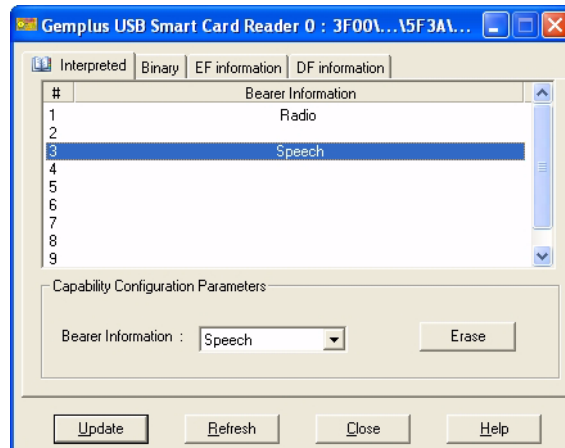 Gemplus USB Smart Card Reader 0 : 3F00\...\5F3A\...
Interpreted Binary EF information DF information
# Bearer Information
1 Radio
2
3 Speech
4
5
6
7
8
9
Capability Configuration Parameters
Bearer Information : Speech Erase
Update Refresh Close Help